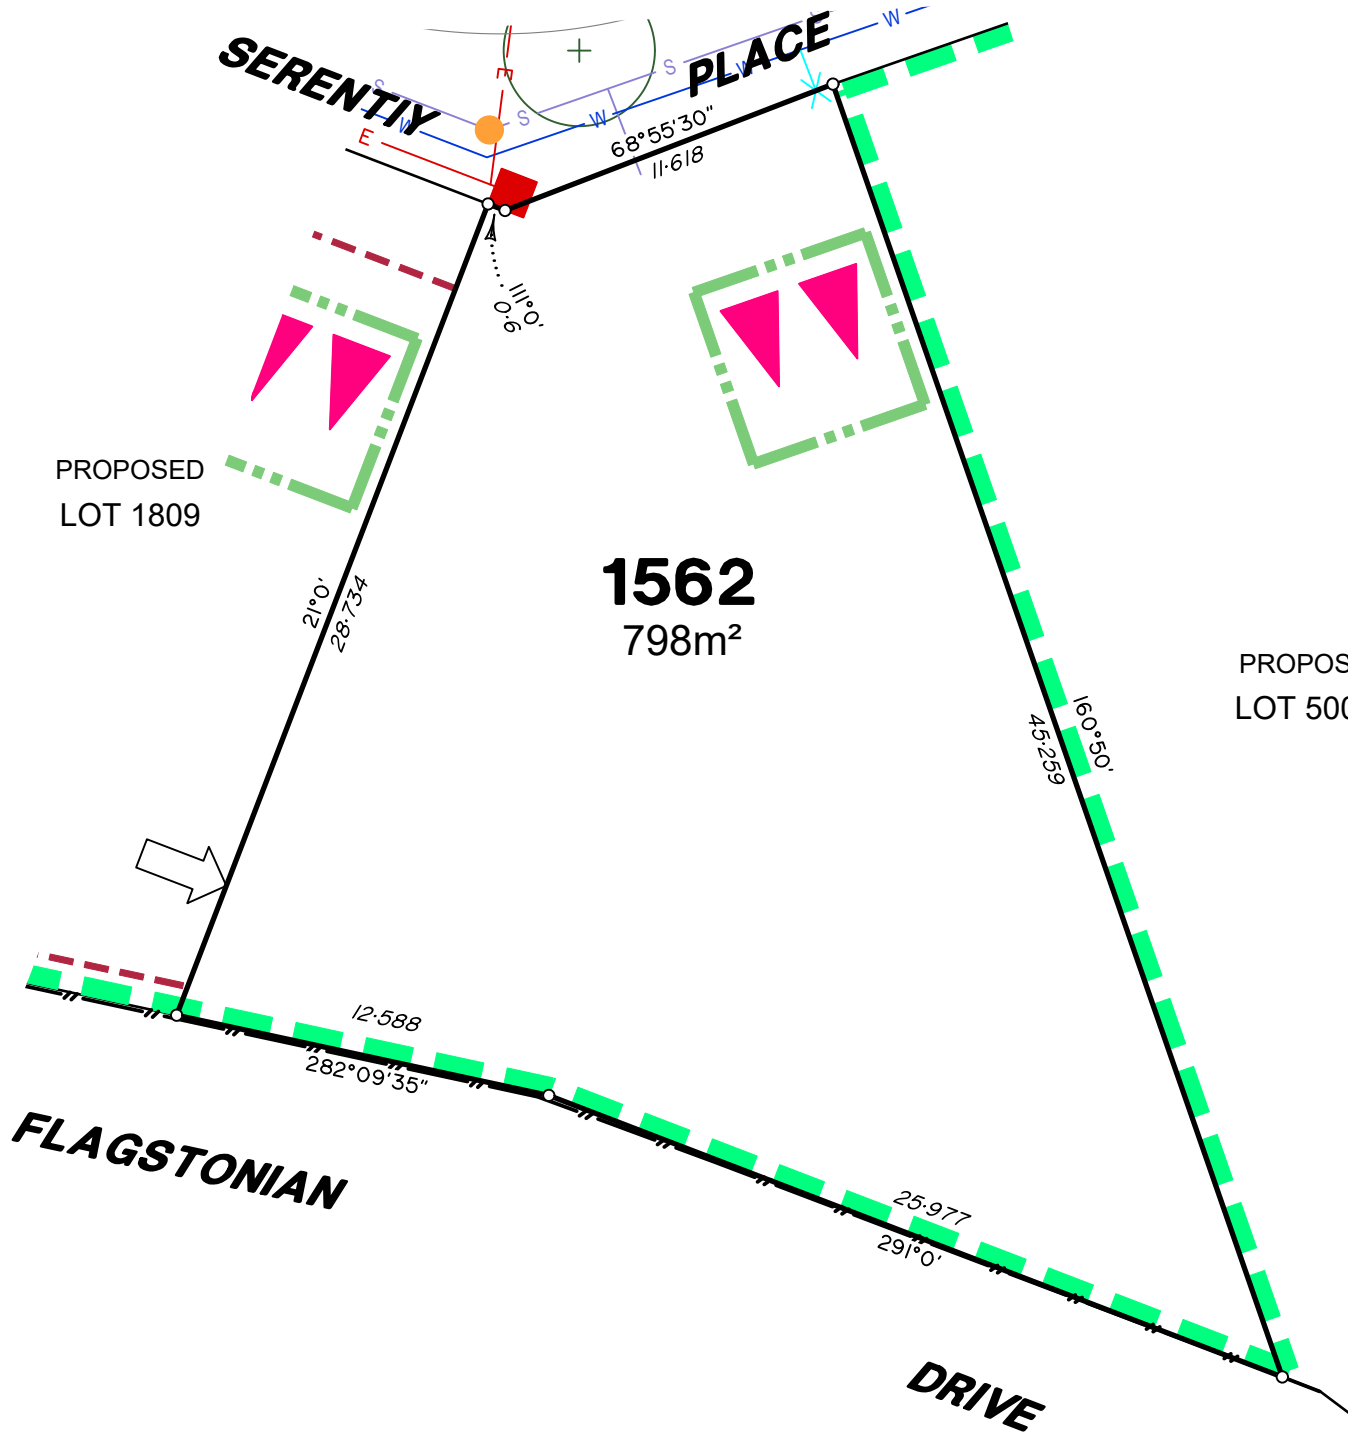 SERENTIY
PLACE
S
S
S
W
W
W
W
E
E
68°55'30"
11·618
111°0'
0·6
PROPOSED
LOT 1809
21°0'
28·734
1562
798m²
PROPOS
LOT 500
160°50'
45·259
12·588
282°09'35"
FLAGSTONIAN
25·977
291°0'
DRIVE